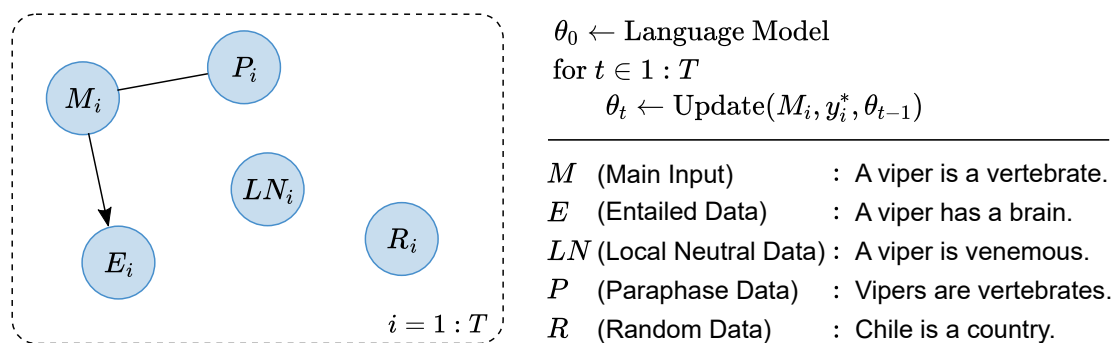 M_i
P_i
LN_i
R_i
E_i
i = 1 : T
θ_0 ← Language Model
for t ∈ 1 : T
θ_t ← Update(M_i, y_i^*, θ_{t−1})
M (Main Input) : A viper is a vertebrate.
E (Entailed Data) : A viper has a brain.
LN (Local Neutral Data) : A viper is venemous.
P (Paraphase Data) : Vipers are vertebrates.
R (Random Data) : Chile is a country.